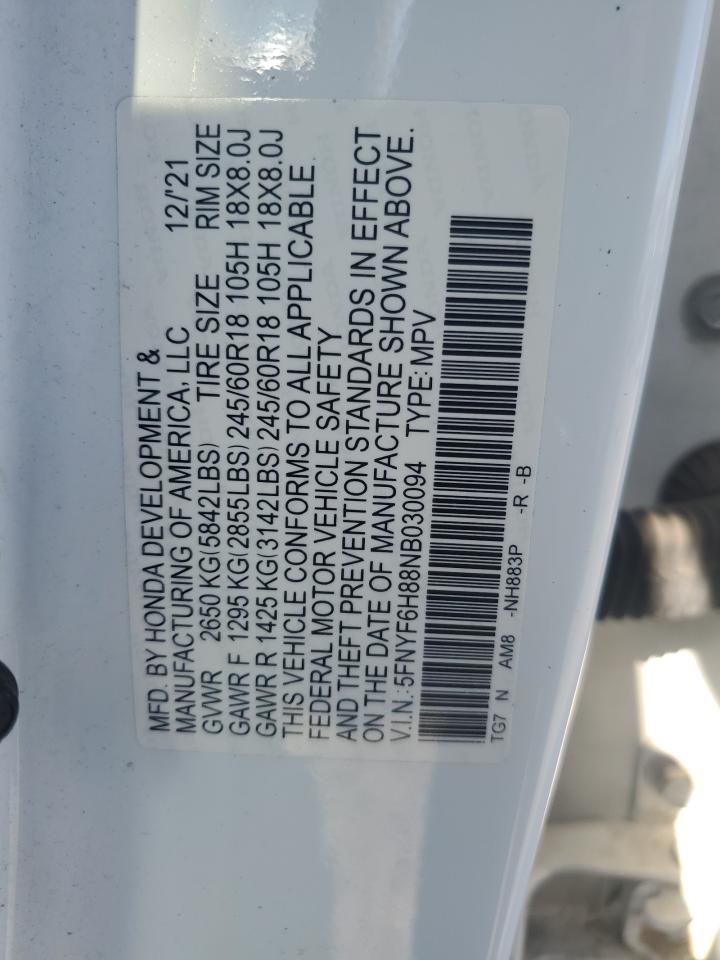 MFD. BY HONDA DEVELOPMENT &
MANUFACTURING OF AMERICA, LLC 12/'21
GVWR 2650 KG(5842LBS) TIRE SIZE RIM SIZE
GAWR F 1295 KG(2855LBS) 245/60R18 105H 18X8.0J
GAWR R 1425 KG(3142LBS) 245/60R18 105H 18X8.0J
THIS VEHICLE CONFORMS TO ALL APPLICABLE
FEDERAL MOTOR VEHICLE SAFETY
AND THEFT PREVENTION STANDARDS IN EFFECT
ON THE DATE OF MANUFACTURE SHOWN ABOVE.
V.I.N.:5FNYF6H88NB030094 TYPE:MPV
TG7 N AM8 -NH883P -R -B